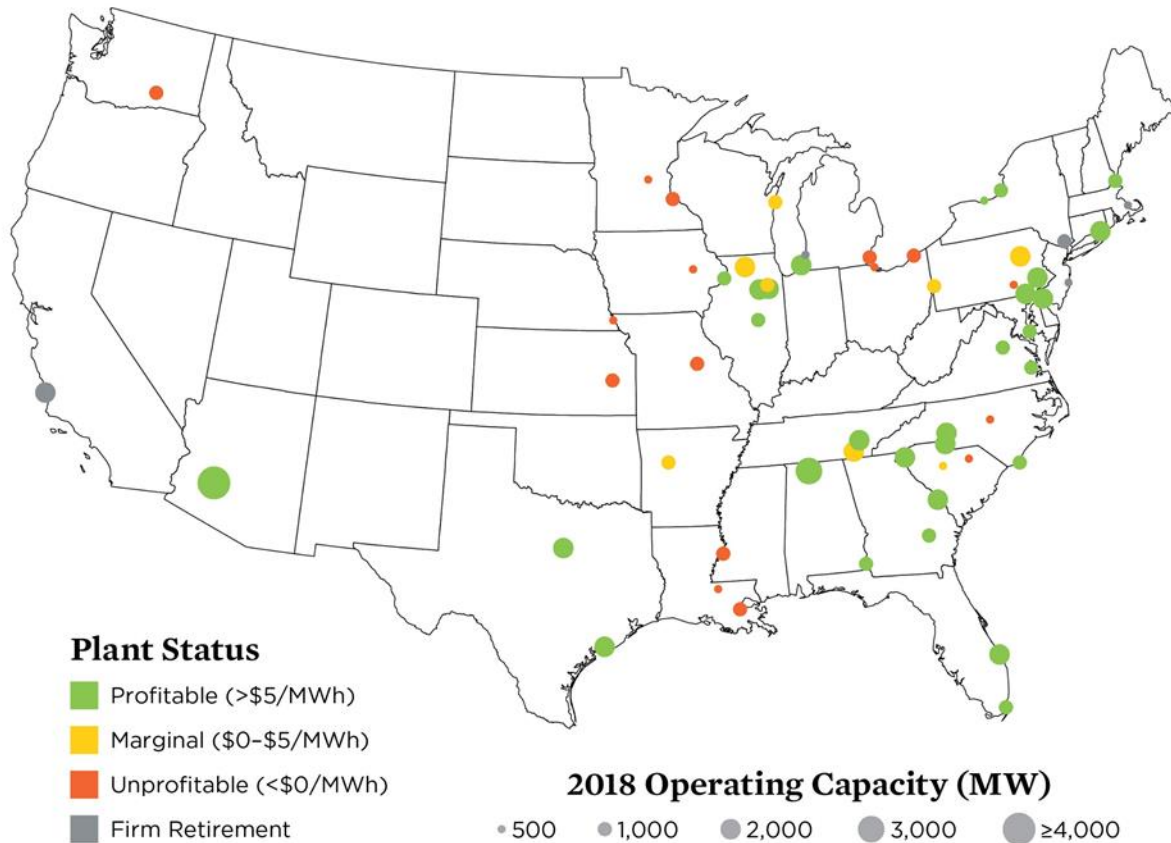 Plant Status
Profitable (>$5/MWh)
Marginal ($0–$5/MWh)
Unprofitable (<$0/MWh)
Firm Retirement
2018 Operating Capacity (MW)
500 1,000 2,000 3,000 ≥4,000